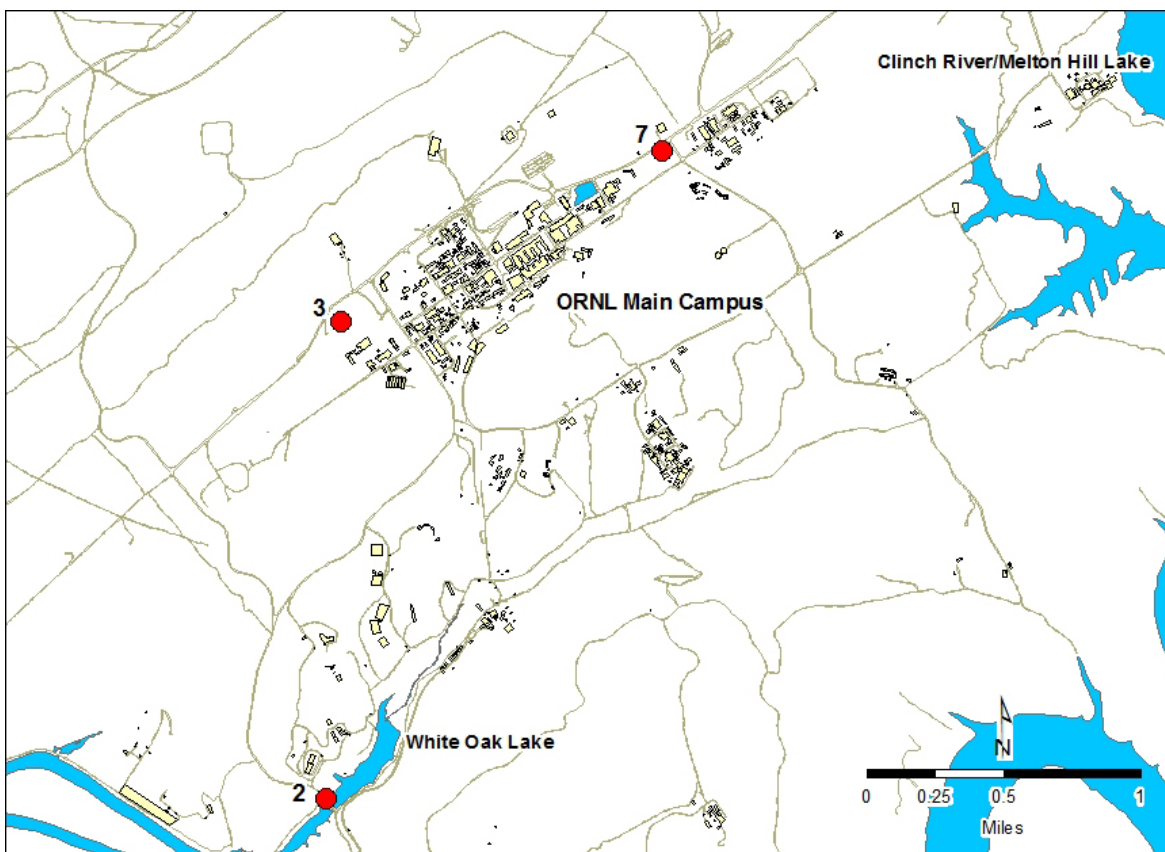 Clinch River/Melton Hill Lake
7
ORNL Main Campus
3
White Oak Lake
2
N
0 0.25 0.5 1
Miles